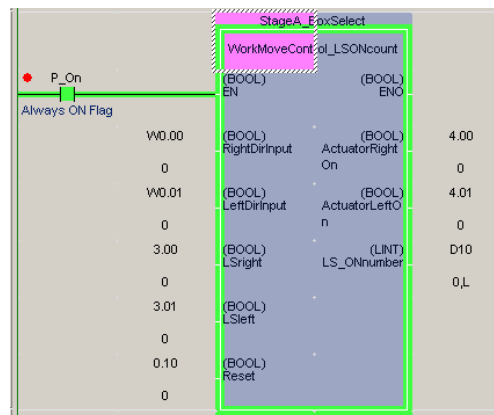 StageA_BoxSelect
WorkMoveControl_LSONcount
P_On
(BOOL) (BOOL)
EN ENO
Always ON Flag
W0.00 (BOOL) (BOOL) 4.00
RightDirInput ActuatorRight
On
0 0
W0.01 (BOOL) (BOOL) 4.01
LeftDirInput ActuatorLeftO
n
0 0
3.00 (BOOL) (LINT) D10
LSright LS_ONnumber
0 0,L
3.01 (BOOL)
LSleft
0
0.10 (BOOL)
Reset
0